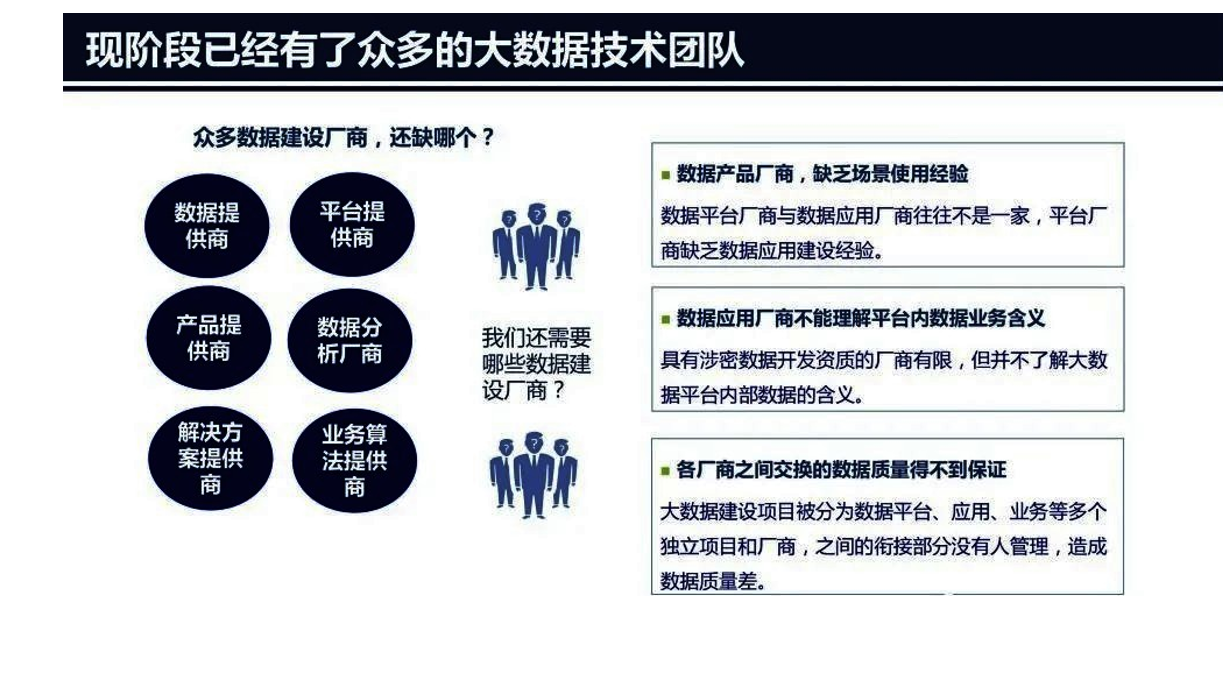 现阶段已经有了众多的大数据技术团队
众多数据建设厂商，还缺哪个？
数据提
供商
平台提
供商
产品提
供商
数据分
析厂商
解决方
案提供
商
业务算
法提供
商
?
我们还需要
哪些数据建
设厂商？
?
数据产品厂商，缺乏场景使用经验
数据平台厂商与数据应用厂商往往不是一家，平台厂
商缺乏数据应用建设经验。
数据应用厂商不能理解平台内数据业务含义
具有涉密数据开发资质的厂商有限，但并不了解大数
据平台内部数据的含义。
各厂商之间交换的数据质量得不到保证
大数据建设项目被分为数据平台、应用、业务等多个
独立项目和厂商，之间的衔接部分没有人管理，造成
数据质量差。